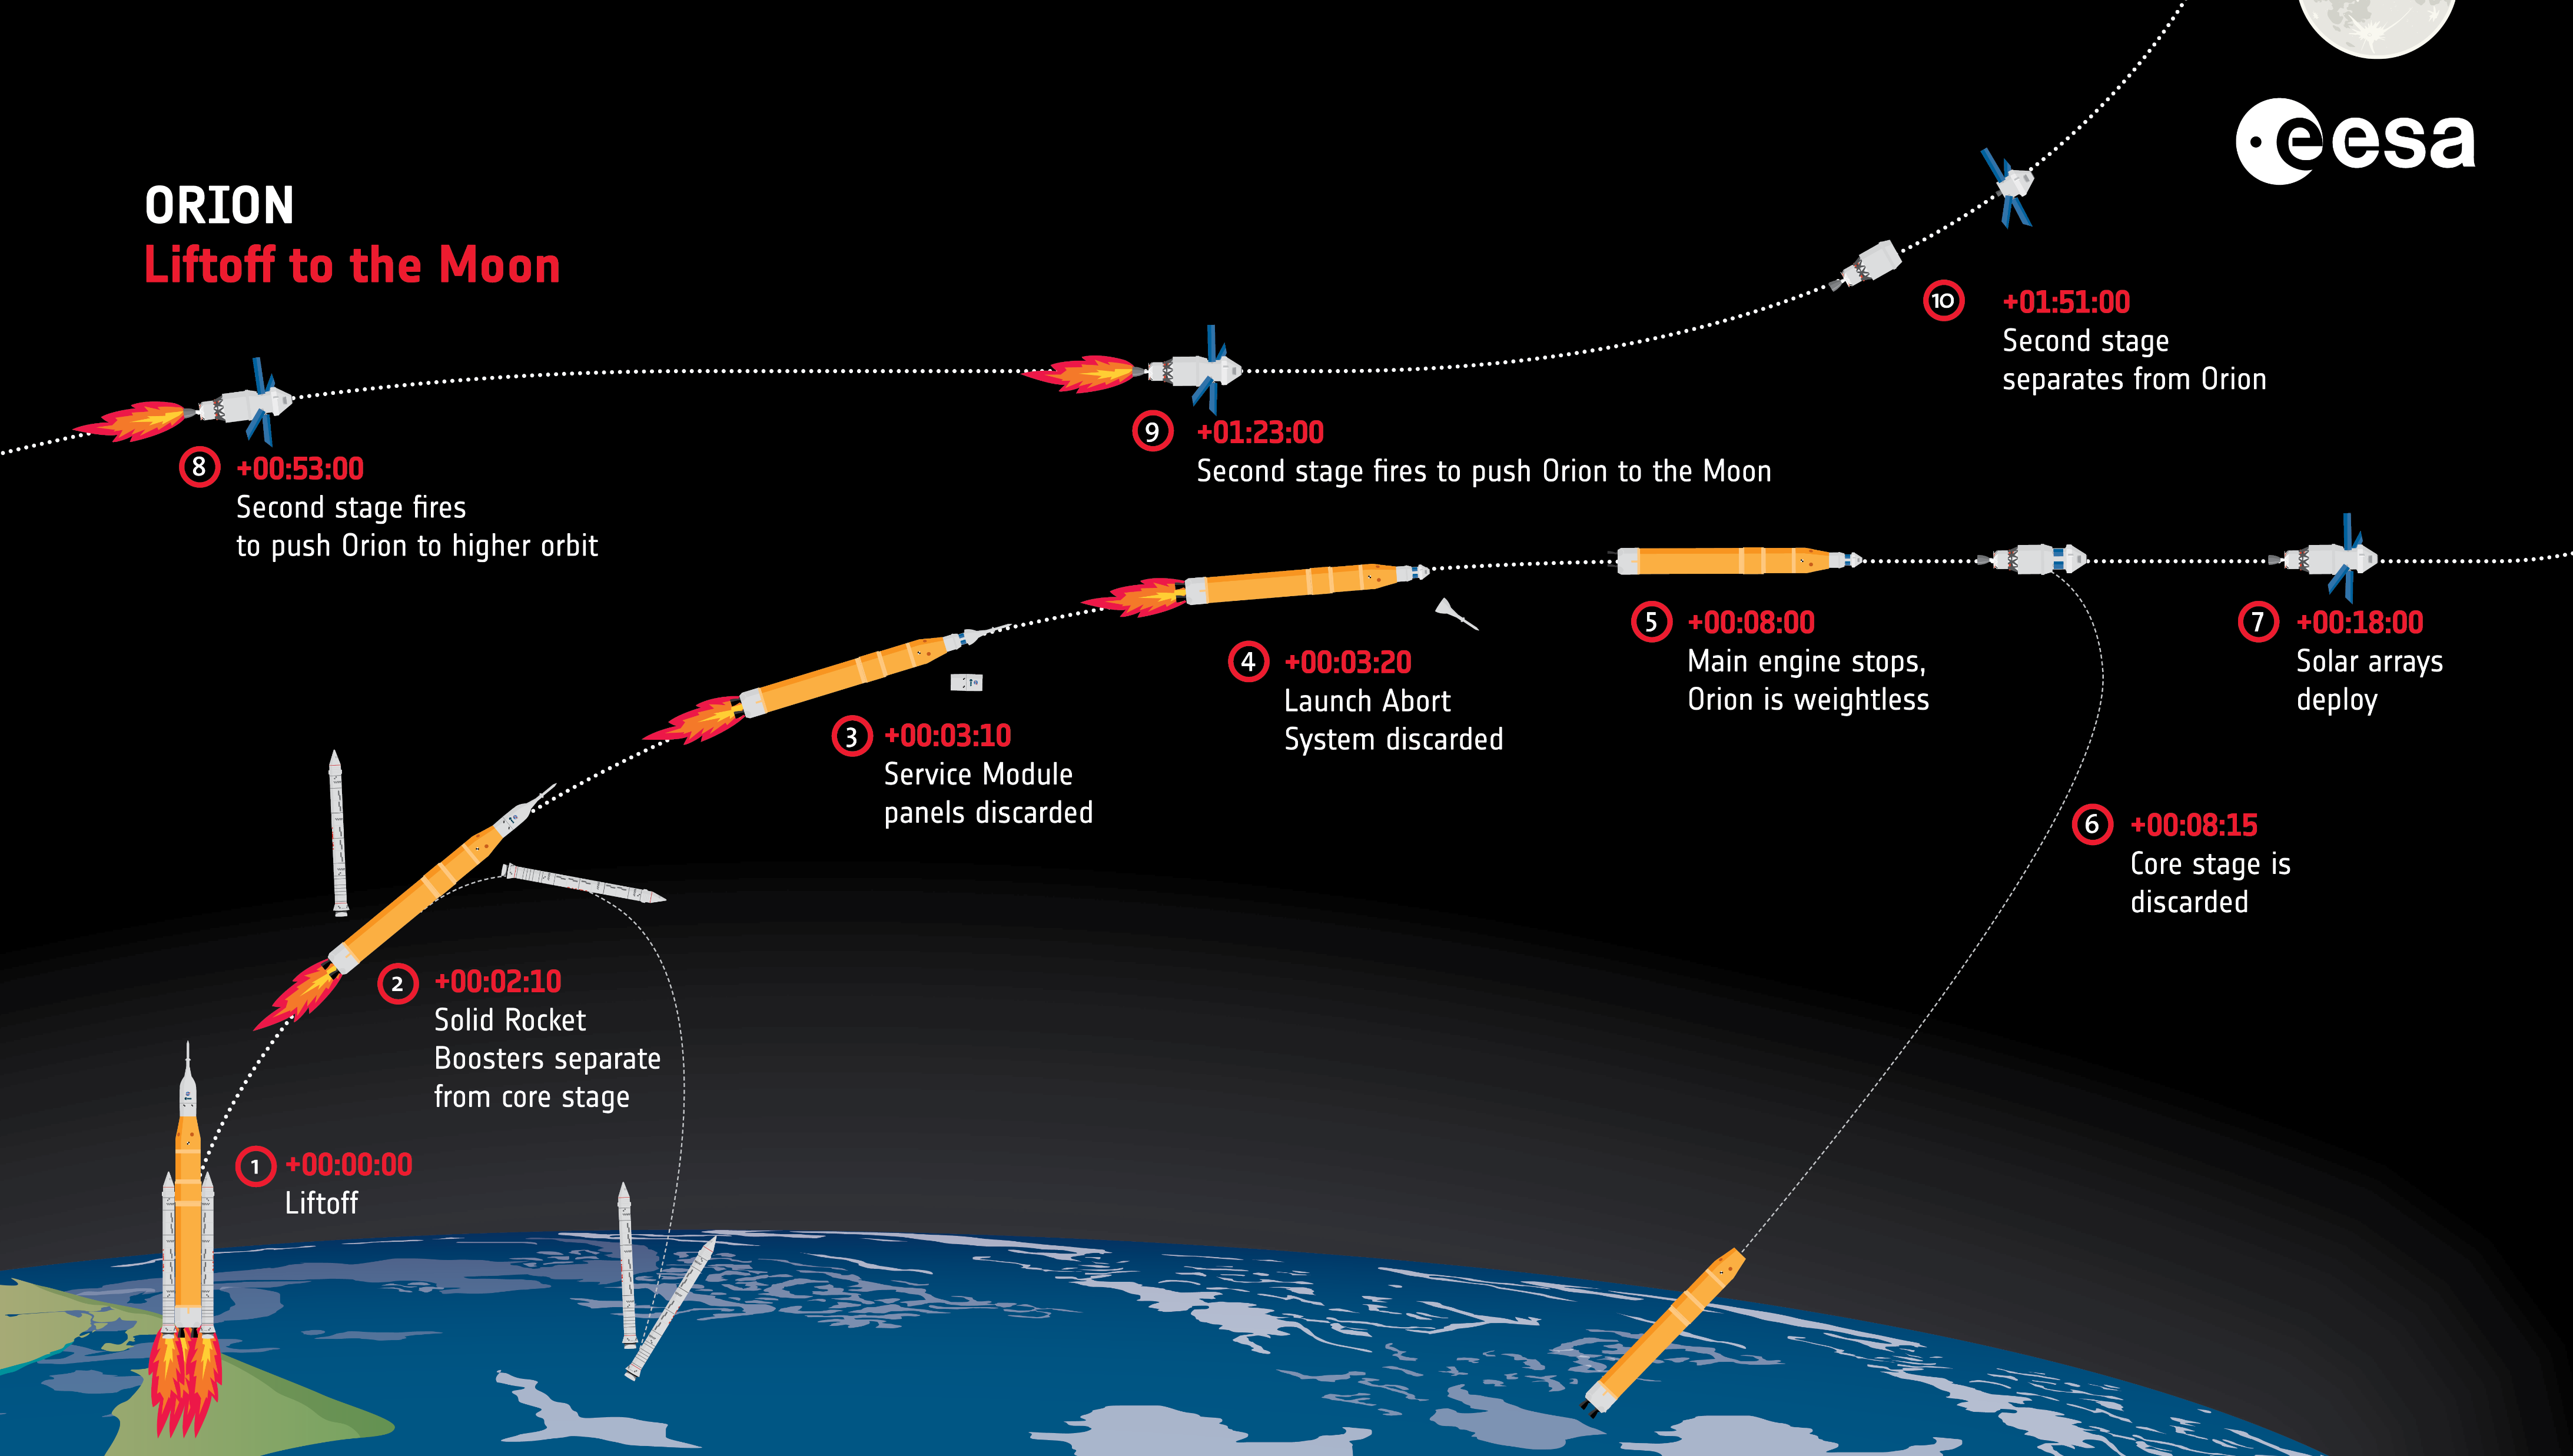 esa
ORION
Liftoff to the Moon
1
+00:00:00
Liftoff
2
+00:02:10
Solid Rocket
Boosters separate
from core stage
3
+00:03:10
Service Module
panels discarded
4
+00:03:20
Launch Abort
System discarded
5
+00:08:00
Main engine stops,
Orion is weightless
6
+00:08:15
Core stage is
discarded
7
+00:18:00
Solar arrays
deploy
8
+00:53:00
Second stage fires
to push Orion to higher orbit
9
+01:23:00
Second stage fires to push Orion to the Moon
10
+01:51:00
Second stage
separates from Orion